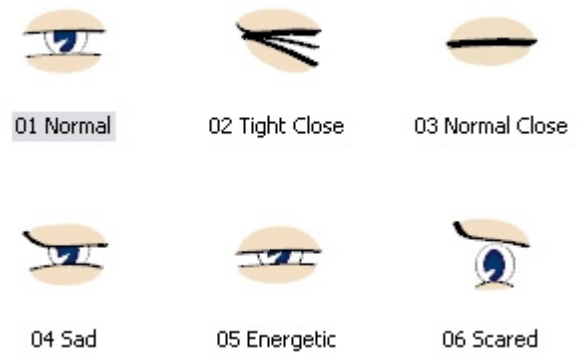 01 Normal
02 Tight Close
03 Normal Close
04 Sad
05 Energetic
06 Scared